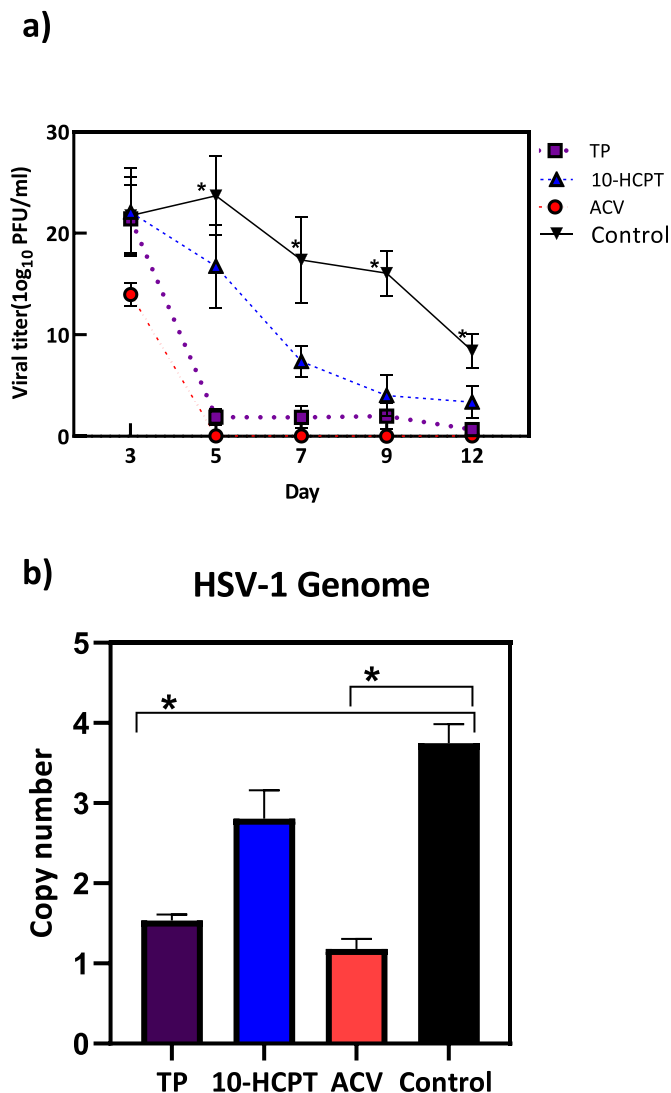 a)
30
20
10
0
Viral titer(1og10 PFU/ml)
* * * *
3 5 7 9 12
Day
TP
10-HCPT
ACV
Control
b)
HSV-1 Genome
5
4
3
2
1
0
Copy number
*
*
TP 10-HCPT ACV Control